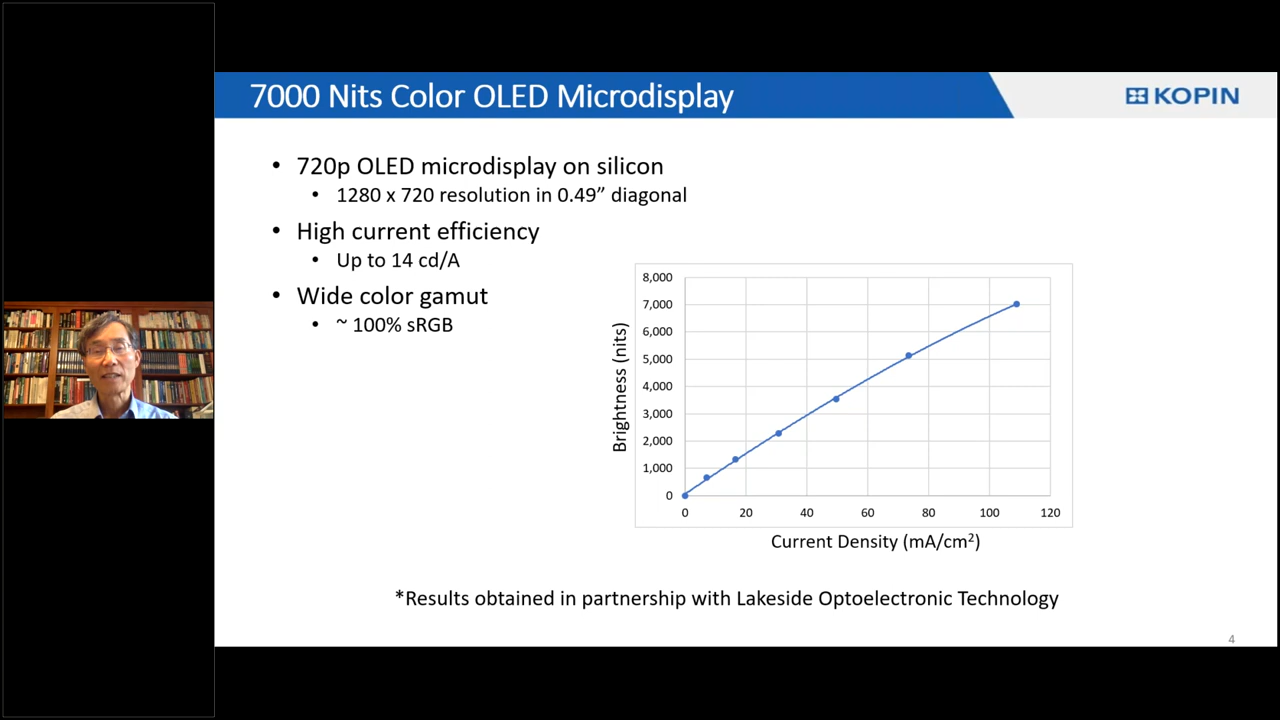 7000 Nits Color OLED Microdisplay
KOPIN
• 720p OLED microdisplay on silicon
• 1280 x 720 resolution in 0.49” diagonal
• High current efficiency
• Up to 14 cd/A
• Wide color gamut
• ~ 100% sRGB
Brightness (nits)
8,000
7,000
6,000
5,000
4,000
3,000
2,000
1,000
0
0 20 40 60 80 100 120
Current Density (mA/cm²)
*Results obtained in partnership with Lakeside Optoelectronic Technology
4